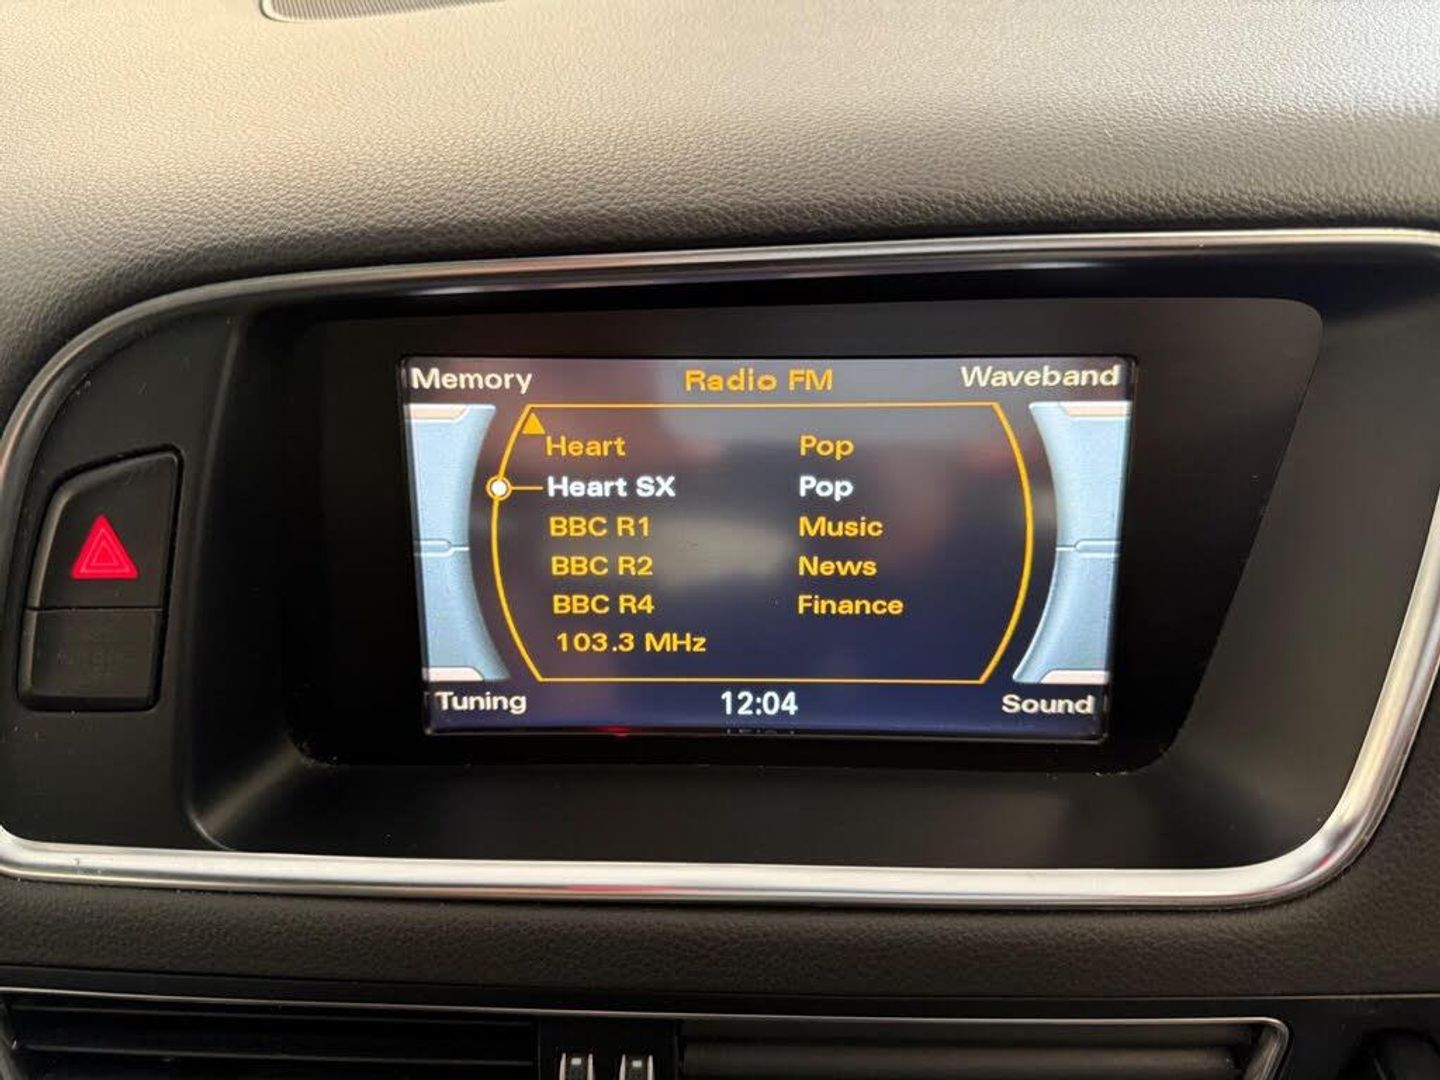 Memory Radio FM Waveband
Heart Pop
Heart SX Pop
BBC R1 Music
BBC R2 News
BBC R4 Finance
103.3 MHz
Tuning 12:04 Sound